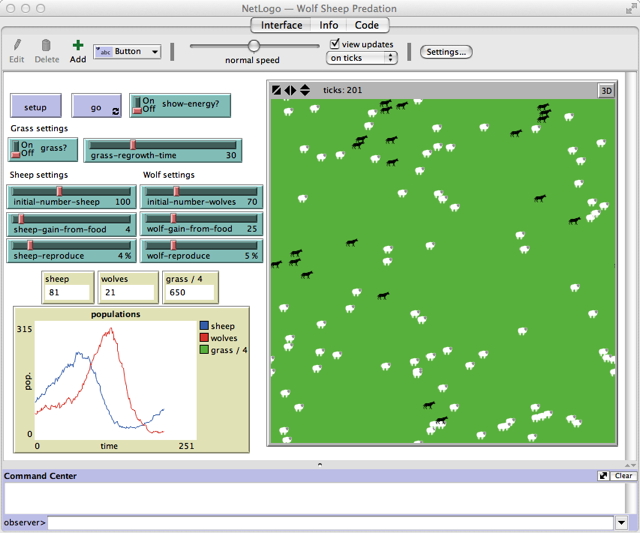 NetLogo — Wolf Sheep Predation
Interface Info Code
Edit Delete Add
abc Button
normal speed
view updates
on ticks
Settings...
setup
go
On
Off
show-energy?
ticks: 201
3D
Grass settings
On
Off
grass?
grass-regrowth-time 30
Sheep settings
Wolf settings
initial-number-sheep 100
initial-number-wolves 70
sheep-gain-from-food 4
wolf-gain-from-food 25
sheep-reproduce 4 %
wolf-reproduce 5 %
sheep
81
wolves
21
grass / 4
650
populations
315
pop.
0
0
time
251
sheep
wolves
grass / 4
Command Center
Clear
observer>